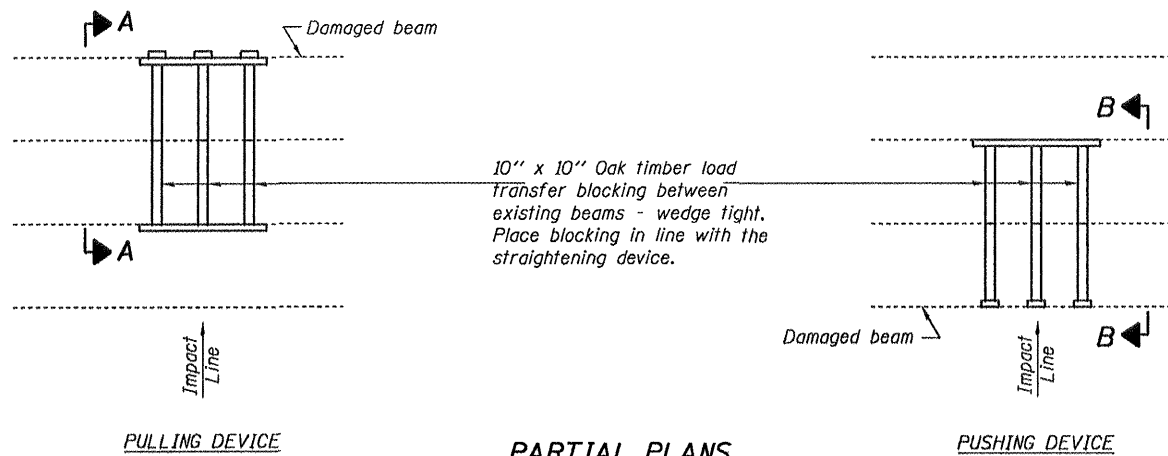 A
Damaged beam
A
Impact
Line
PULLING DEVICE
10" x 10" Oak timber load
transfer blocking between
existing beams - wedge tight.
Place blocking in line with the
straightening device.
PARTIAL PLANS
B
Damaged beam
B
Impact
Line
PUSHING DEVICE